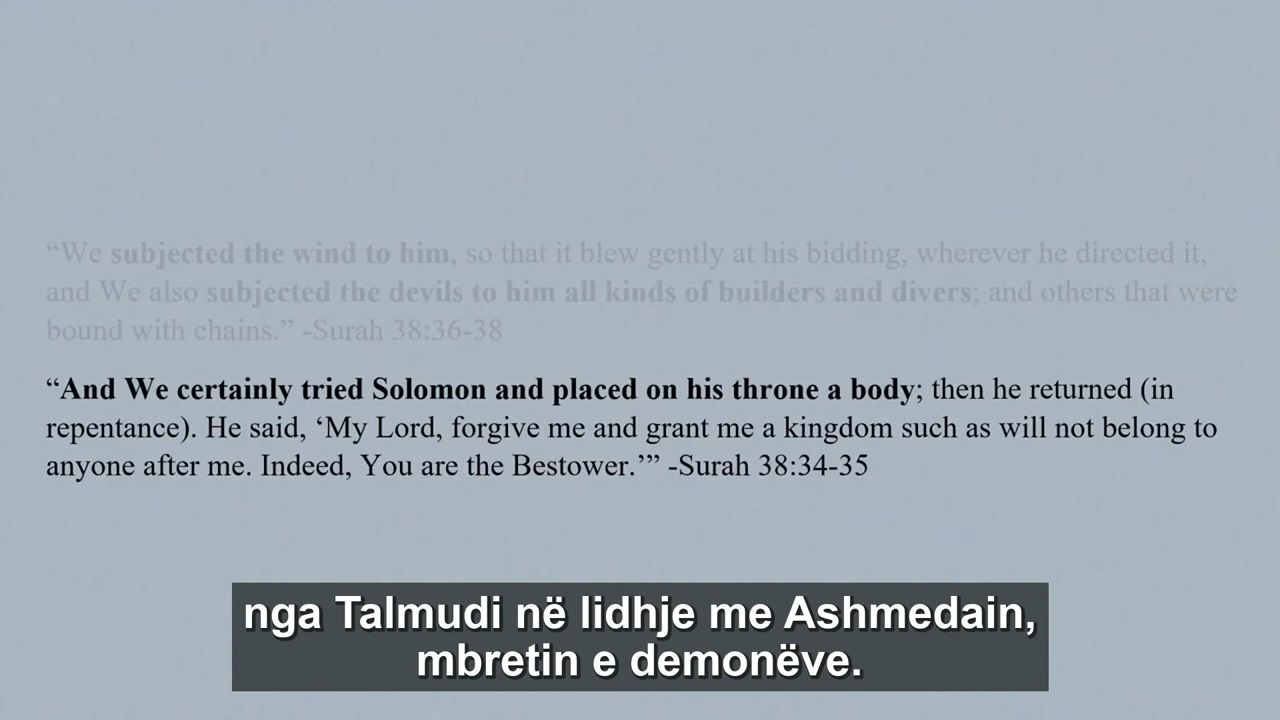 “We subjected the wind to him, so that it blew gently at his bidding, wherever he directed it,
and We also subjected the devils to him all kinds of builders and divers; and others that were
bound with chains.” -Surah 38:36-38
“And We certainly tried Solomon and placed on his throne a body; then he returned (in
repentance). He said, ‘My Lord, forgive me and grant me a kingdom such as will not belong to
anyone after me. Indeed, You are the Bestower.’” -Surah 38:34-35
nga Talmudi në lidhje me Ashmedain,
mbretin e demonëve.